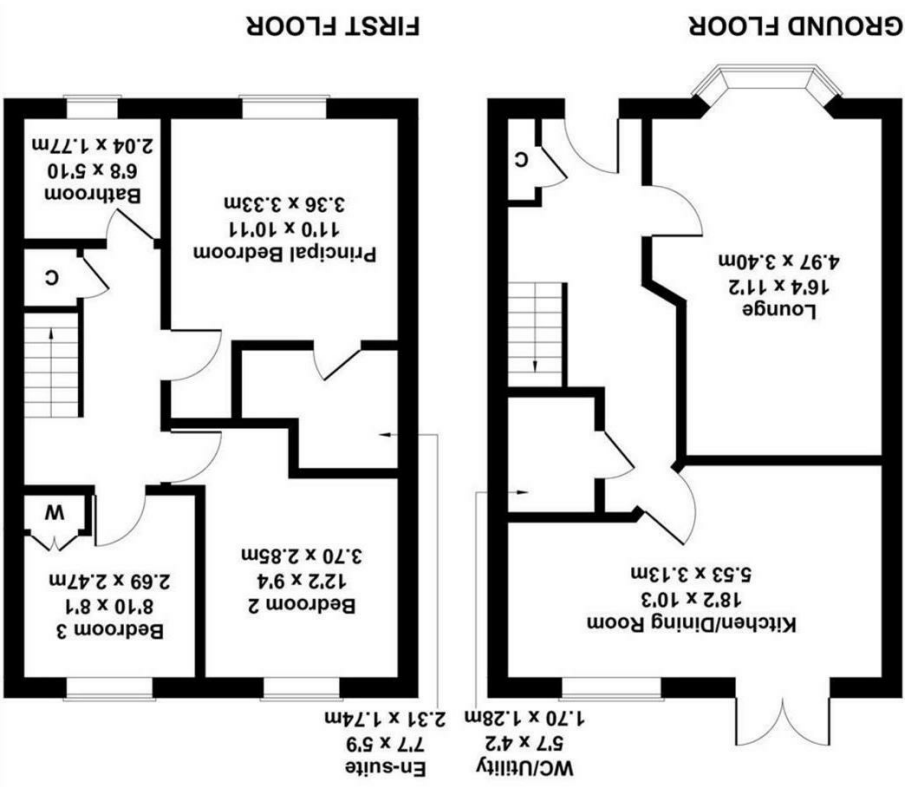 WC/Utility
5'7 x 4'2
1.70 x 1.28m
En-suite
7'7 x 5'9
2.31 x 1.74m
Kitchen/Dining Room
18'2 x 10'3
5.53 x 3.13m
Lounge
16'4 x 11'2
4.97 x 3.40m
C
GROUND FLOOR
Bedroom 2
12'2 x 9'4
3.70 x 2.85m
Bedroom 3
8'10 x 8'1
2.69 x 2.47m
W
C
Principal Bedroom
11'0 x 10'11
3.36 x 3.33m
Bathroom
6'8 x 5'10
2.04 x 1.77m
FIRST FLOOR